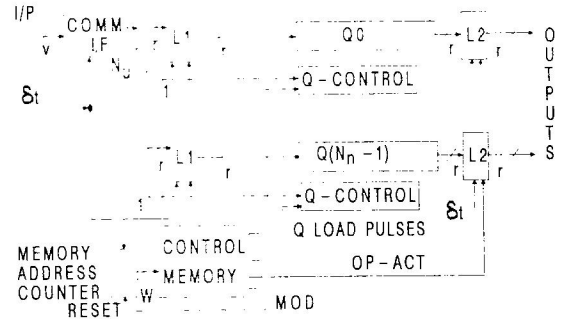 I/P
COMM
I.F
v
r
L1
r
N
1
δt
Q0
r
L2
r
Q-CONTROL
OUTPUTS
r
L1
r
1
Q(Nn -1)
r
L2
r
Q-CONTROL
δt
Q LOAD PULSES
CONTROL
MEMORY
OP-ACT
MEMORY
ADDRESS
COUNTER
RESET
W
MOD